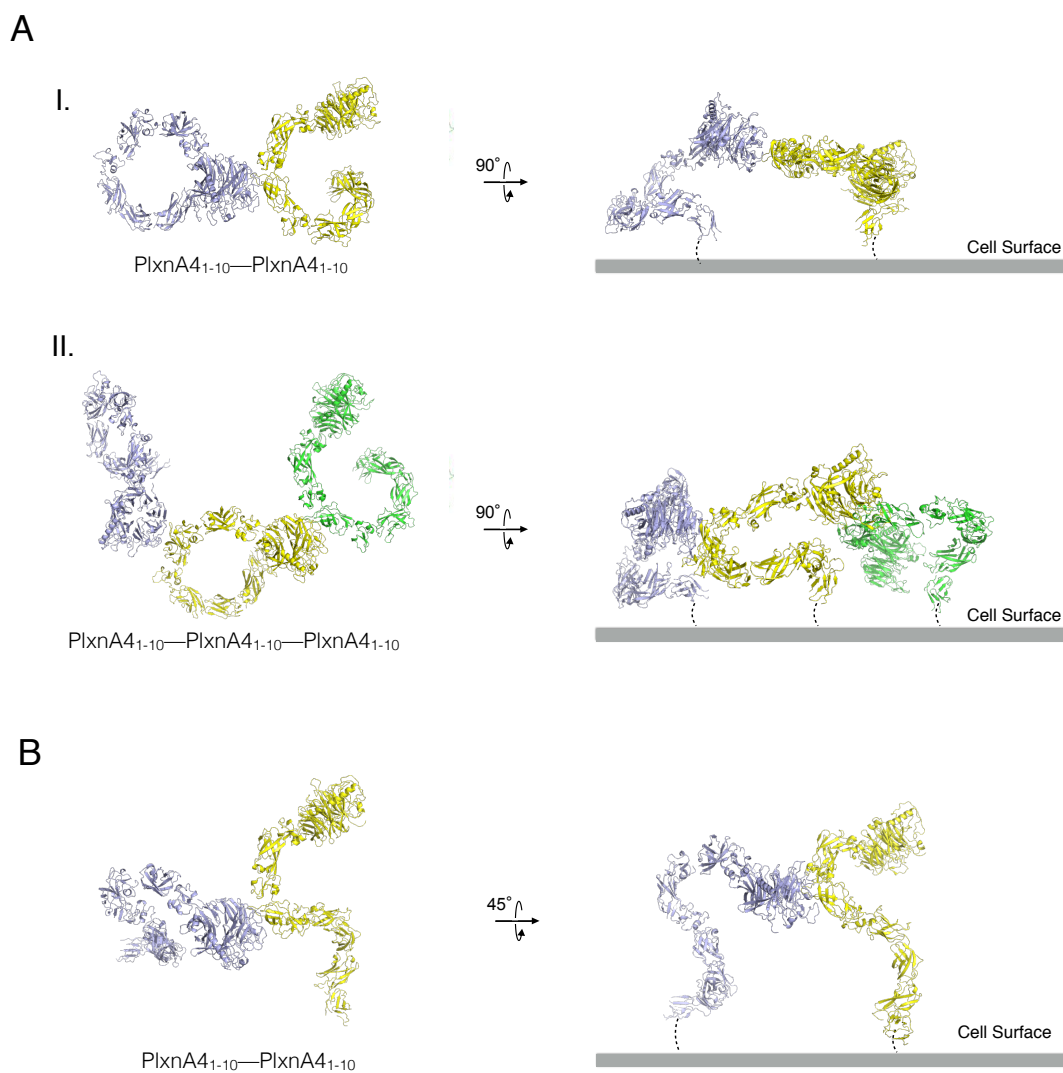 A
I.
90°
Cell Surface
PlxnA4₁₋₁₀—PlxnA4₁₋₁₀
II.
90°
Cell Surface
PlxnA4₁₋₁₀—PlxnA4₁₋₁₀—PlxnA4₁₋₁₀
B
45°
Cell Surface
PlxnA4₁₋₁₀—PlxnA4₁₋₁₀